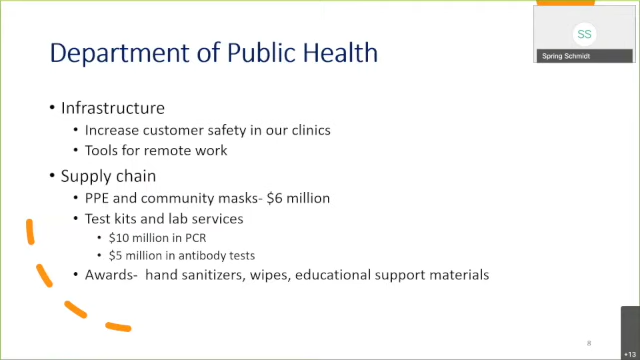 Department of Public Health
SS
Spring Schmidt
• Infrastructure
• Increase customer safety in our clinics
• Tools for remote work
• Supply chain
• PPE and community masks- $6 million
• Test kits and lab services
• $10 million in PCR
• $5 million in antibody tests
• Awards-  hand sanitizers, wipes, educational support materials
8
+13